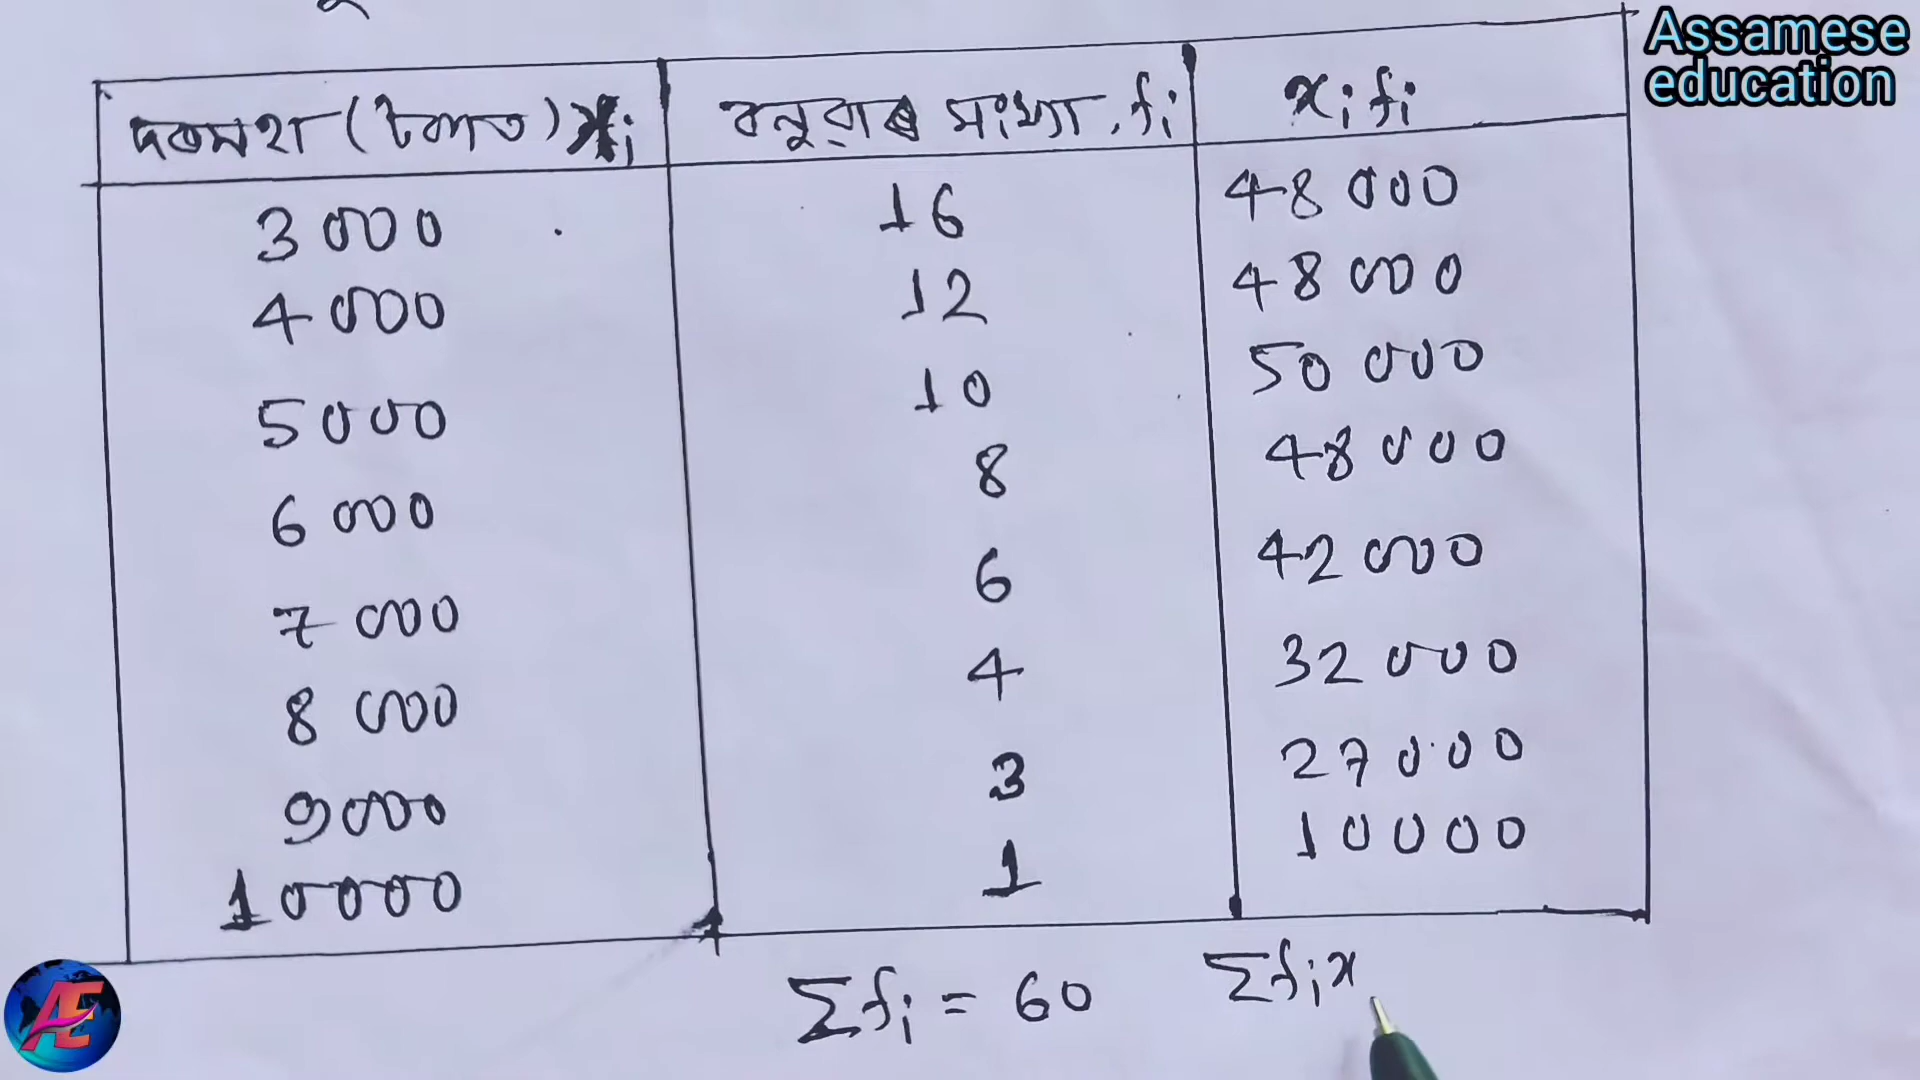 Assamese
education
দৰমহা (টকাত) xi বনুৱাৰ সংখ্যা, fi xifi
3000 16 48000
4000 12 48000
5000 10 50000
6000 8 48000
7000 6 42000
8000 4 32000
9000 3 27000
10000 1 10000
Σfi = 60 Σfix
AE